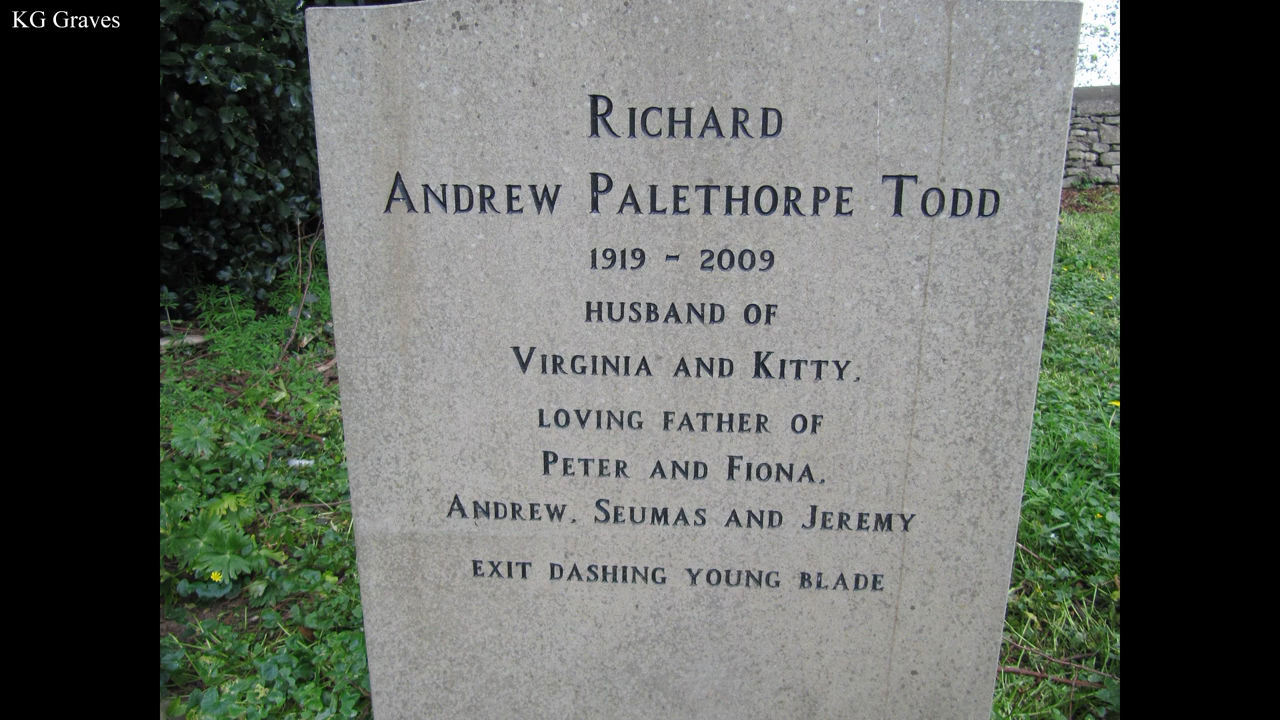 KG Graves
RICHARD
ANDREW PALETHORPE TODD
1919 - 2009
HUSBAND OF
VIRGINIA AND KITTY,
LOVING FATHER OF
PETER AND FIONA,
ANDREW, SEUMAS AND JEREMY
EXIT DASHING YOUNG BLADE